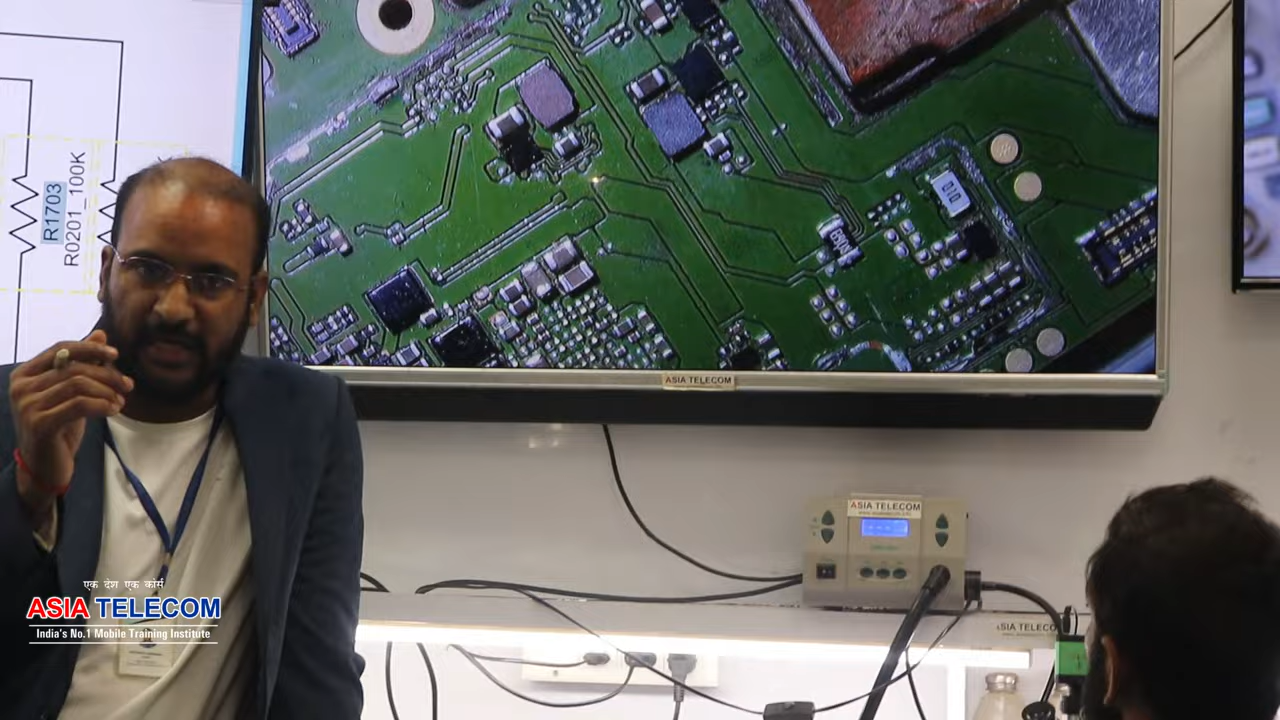 R1703
R0201_100K
ASIA TELECOM
ASIA TELECOM
ASIA TELECOM
एक देश एक कोर्स
ASIA TELECOM
India's No.1 Mobile Training Institute